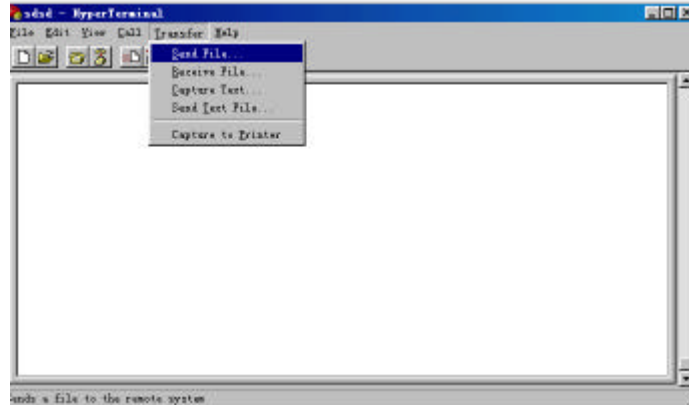 sdsd - HyperTerminal
File Edit View Call Transfer Help
Send File...
Receive File...
Capture Text...
Send Text File...
Capture to Printer
ends a file to the remote system